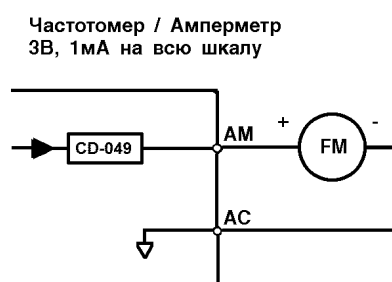 Частотомер / Амперметр
3В, 1мА на всю шкалу
AM
+
-
CD-049
FM
AC